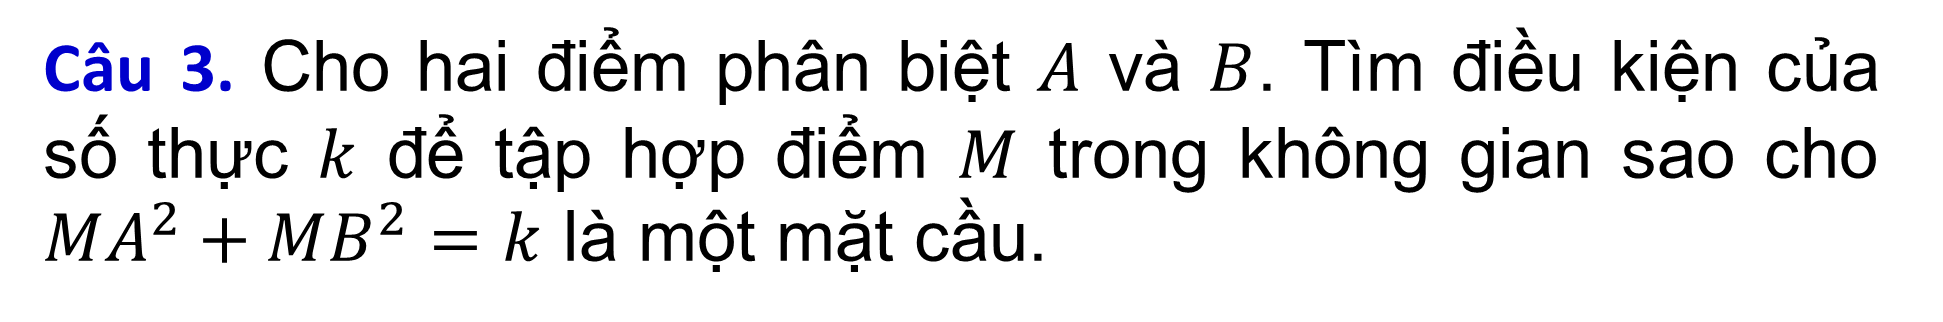 Câu 3. Cho hai điểm phân biệt A và B. Tìm điều kiện của
số thực k để tập hợp điểm M trong không gian sao cho
MA² + MB² = k là một mặt cầu.